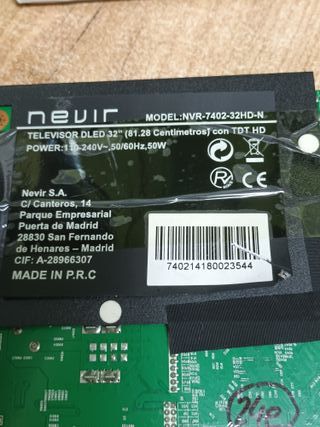 nevir
MODEL:NVR-7402-32HD-N
TELEVISOR DLED 32" (81.28 Centimetros) con TDT HD
POWER:110-240V~,50/60Hz,50W
Nevir S.A.
C/ Canteros, 14
Parque Empresarial
Puerta de Madrid
28830 San Fernando
de Henares – Madrid
CIF: A-28966307
MADE IN P.R.C
R
CE
740214180023544